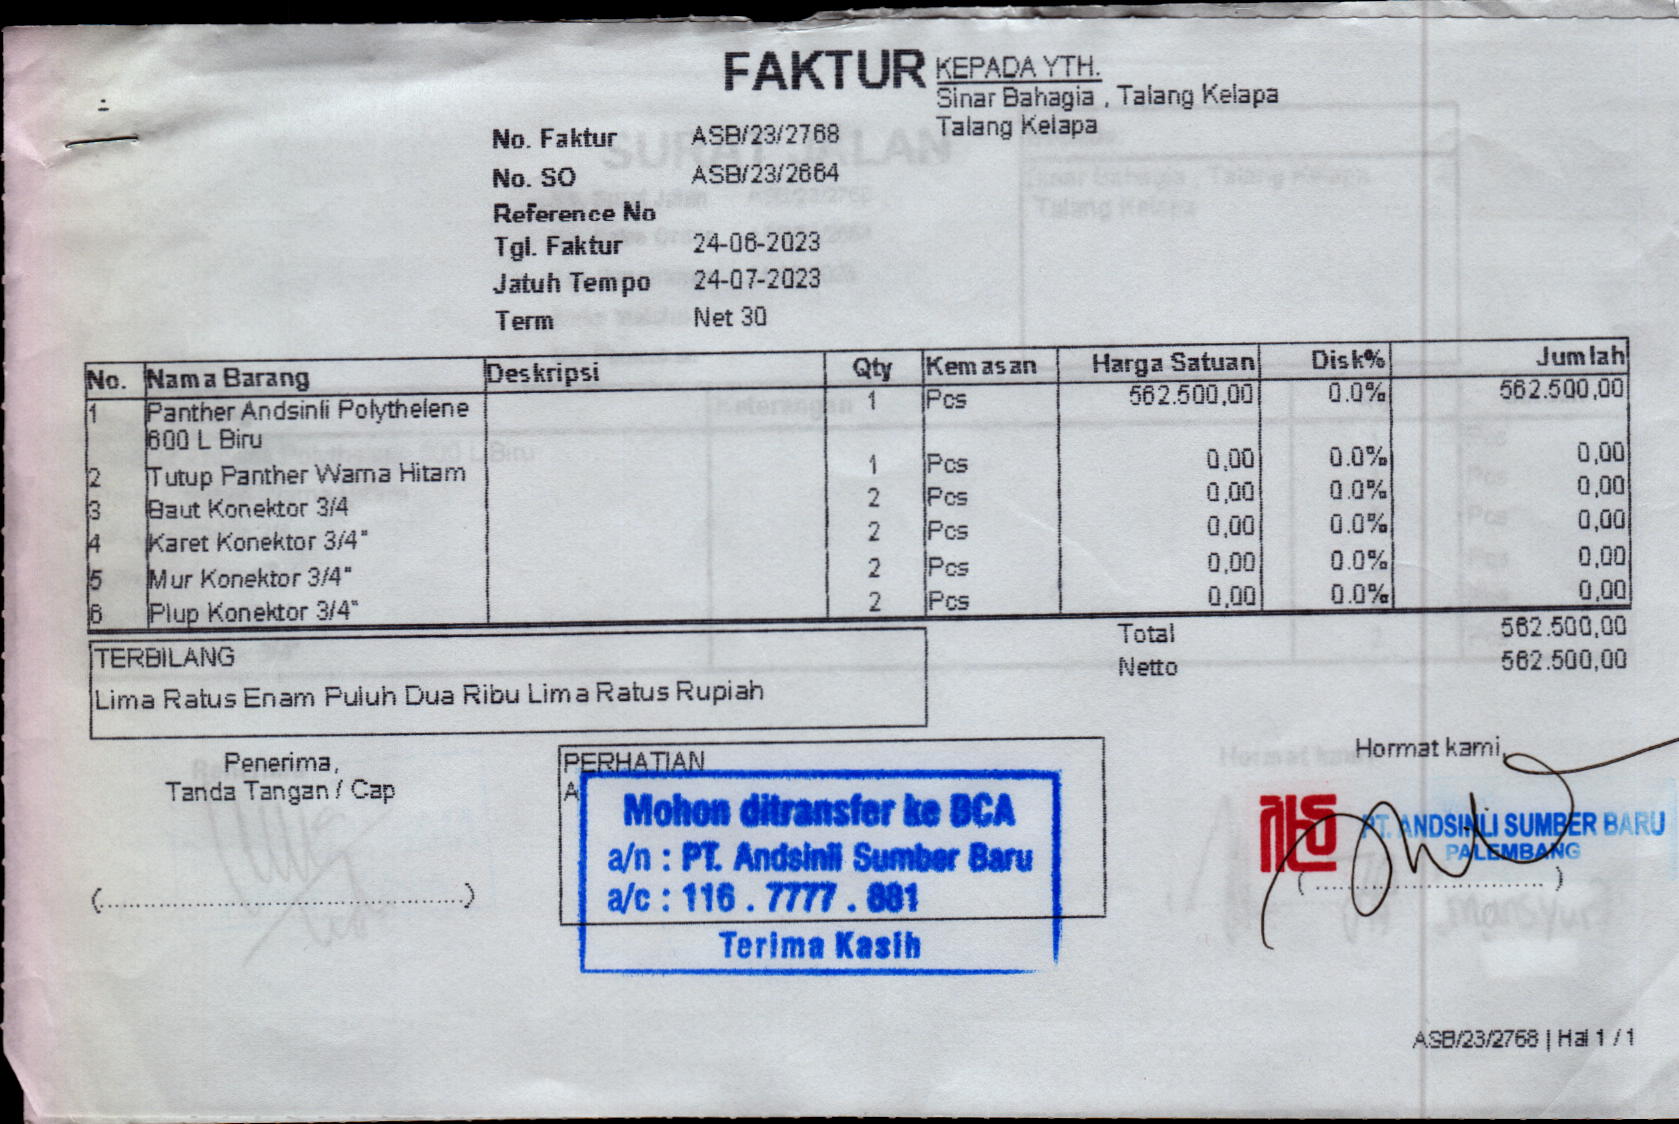 FAKTUR
KEPADA YTH.
Sinar Bahagia , Talang Kelapa
Talang Kelapa
No. Faktur ASB/23/2768
No. SO ASB/23/2664
Reference No
Tgl. Faktur 24-06-2023
Jatuh Tempo 24-07-2023
Term Net 30
No. Nama Barang Deskripsi Qty Kemasan Harga Satuan Disk% Jumlah
1 Panther Andsinli Polythelene 1 Pcs 562.500,00 0.0% 562.500,00
600 L Biru
2 Tutup Panther Warna Hitam 1 Pcs 0,00 0.0% 0,00
3 Baut Konektor 3/4 2 Pcs 0,00 0.0% 0,00
4 Karet Konektor 3/4" 2 Pcs 0,00 0.0% 0,00
5 Mur Konektor 3/4" 2 Pcs 0,00 0.0% 0,00
6 Plup Konektor 3/4" 2 Pcs 0,00 0.0% 0,00
Total 562.500,00
Netto 562.500,00
TERBILANG
Lima Ratus Enam Puluh Dua Ribu Lima Ratus Rupiah
Penerima,
Tanda Tangan / Cap
(....................................................)
PERHATIAN
A
Mohon ditransfer ke BCA
a/n : PT. Andsinli Sumber Baru
a/c : 116 . 7777 . 881
Terima Kasih
Hormat kami,
PT. ANDSINLI SUMBER BARU
PALEMBANG
(....................................)
ASB/23/2768 | Hal 1 / 1